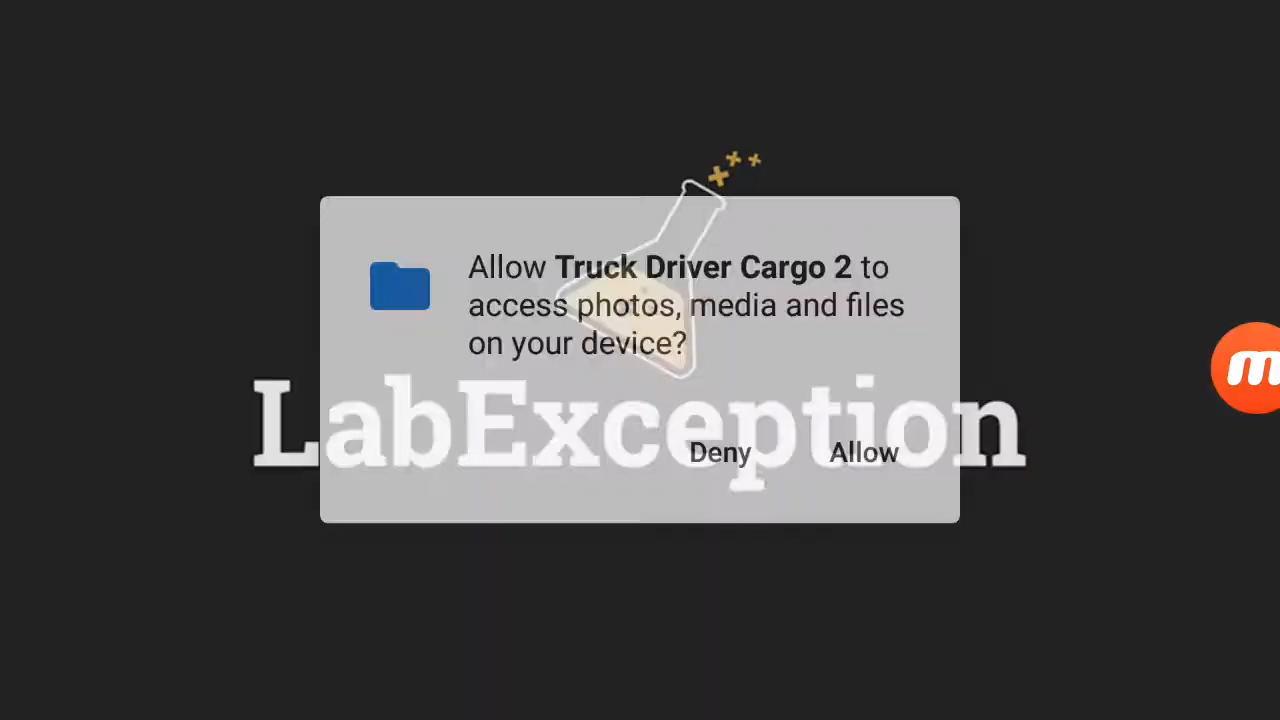 Allow Truck Driver Cargo 2 to
access photos, media and files
on your device?
LabException
Deny Allow
m